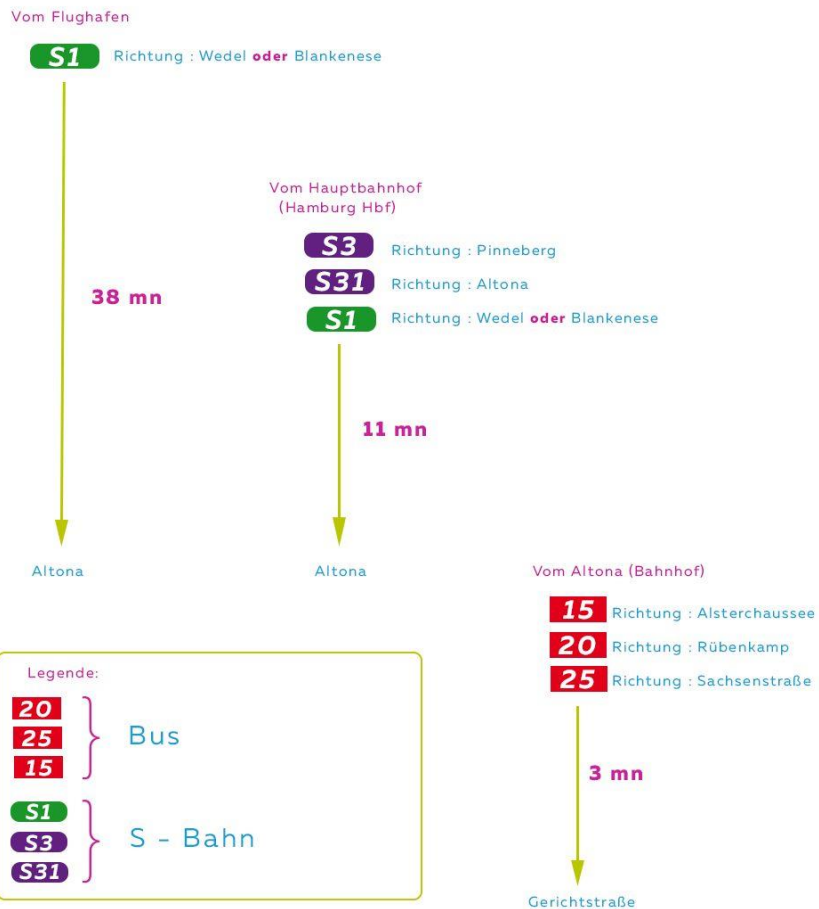 Vom Flughafen
S1 Richtung : Wedel oder Blankenese
38 mn
Altona
Vom Hauptbahnhof
(Hamburg Hbf)
S3 Richtung : Pinneberg
S31 Richtung : Altona
S1 Richtung : Wedel oder Blankenese
11 mn
Altona
Vom Altona (Bahnhof)
15 Richtung : Alsterchaussee
20 Richtung : Rübenkamp
25 Richtung : Sachsenstraße
3 mn
Gerichtstraße
Legende:
20
25
15
Bus
S1
S3
S31
S - Bahn